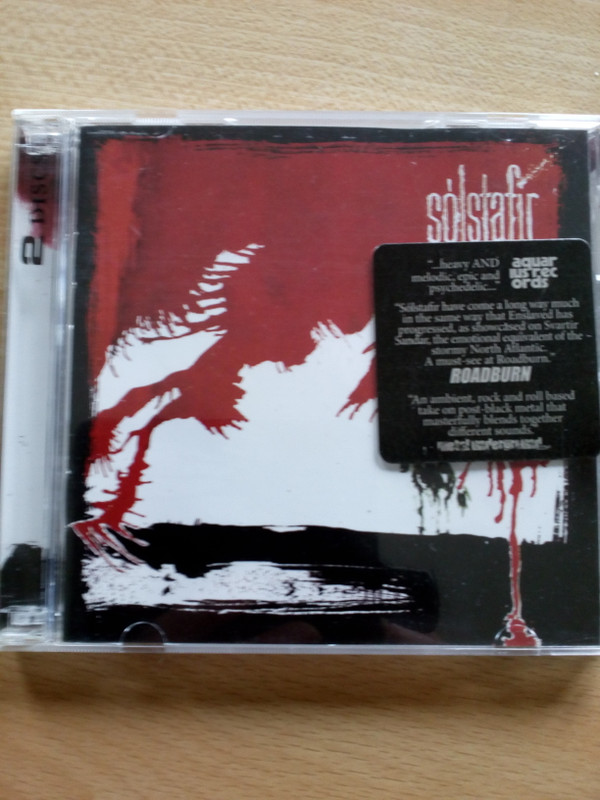 2 DISCS
sólstafir
"...heavy AND
melodic, epic and
psychedelic..."
aquar
ius rec
ords
"Sólstafir have come a long way much
in the same way that Enslaved has
progressed, as showcased on Svartir
Sandar, the emotional equivalent of the
stormy North Atlantic.
A must-see at Roadburn."
ROADBURN
"An ambient, rock and roll based
take on post-black metal that
masterfully blends together
different sounds."